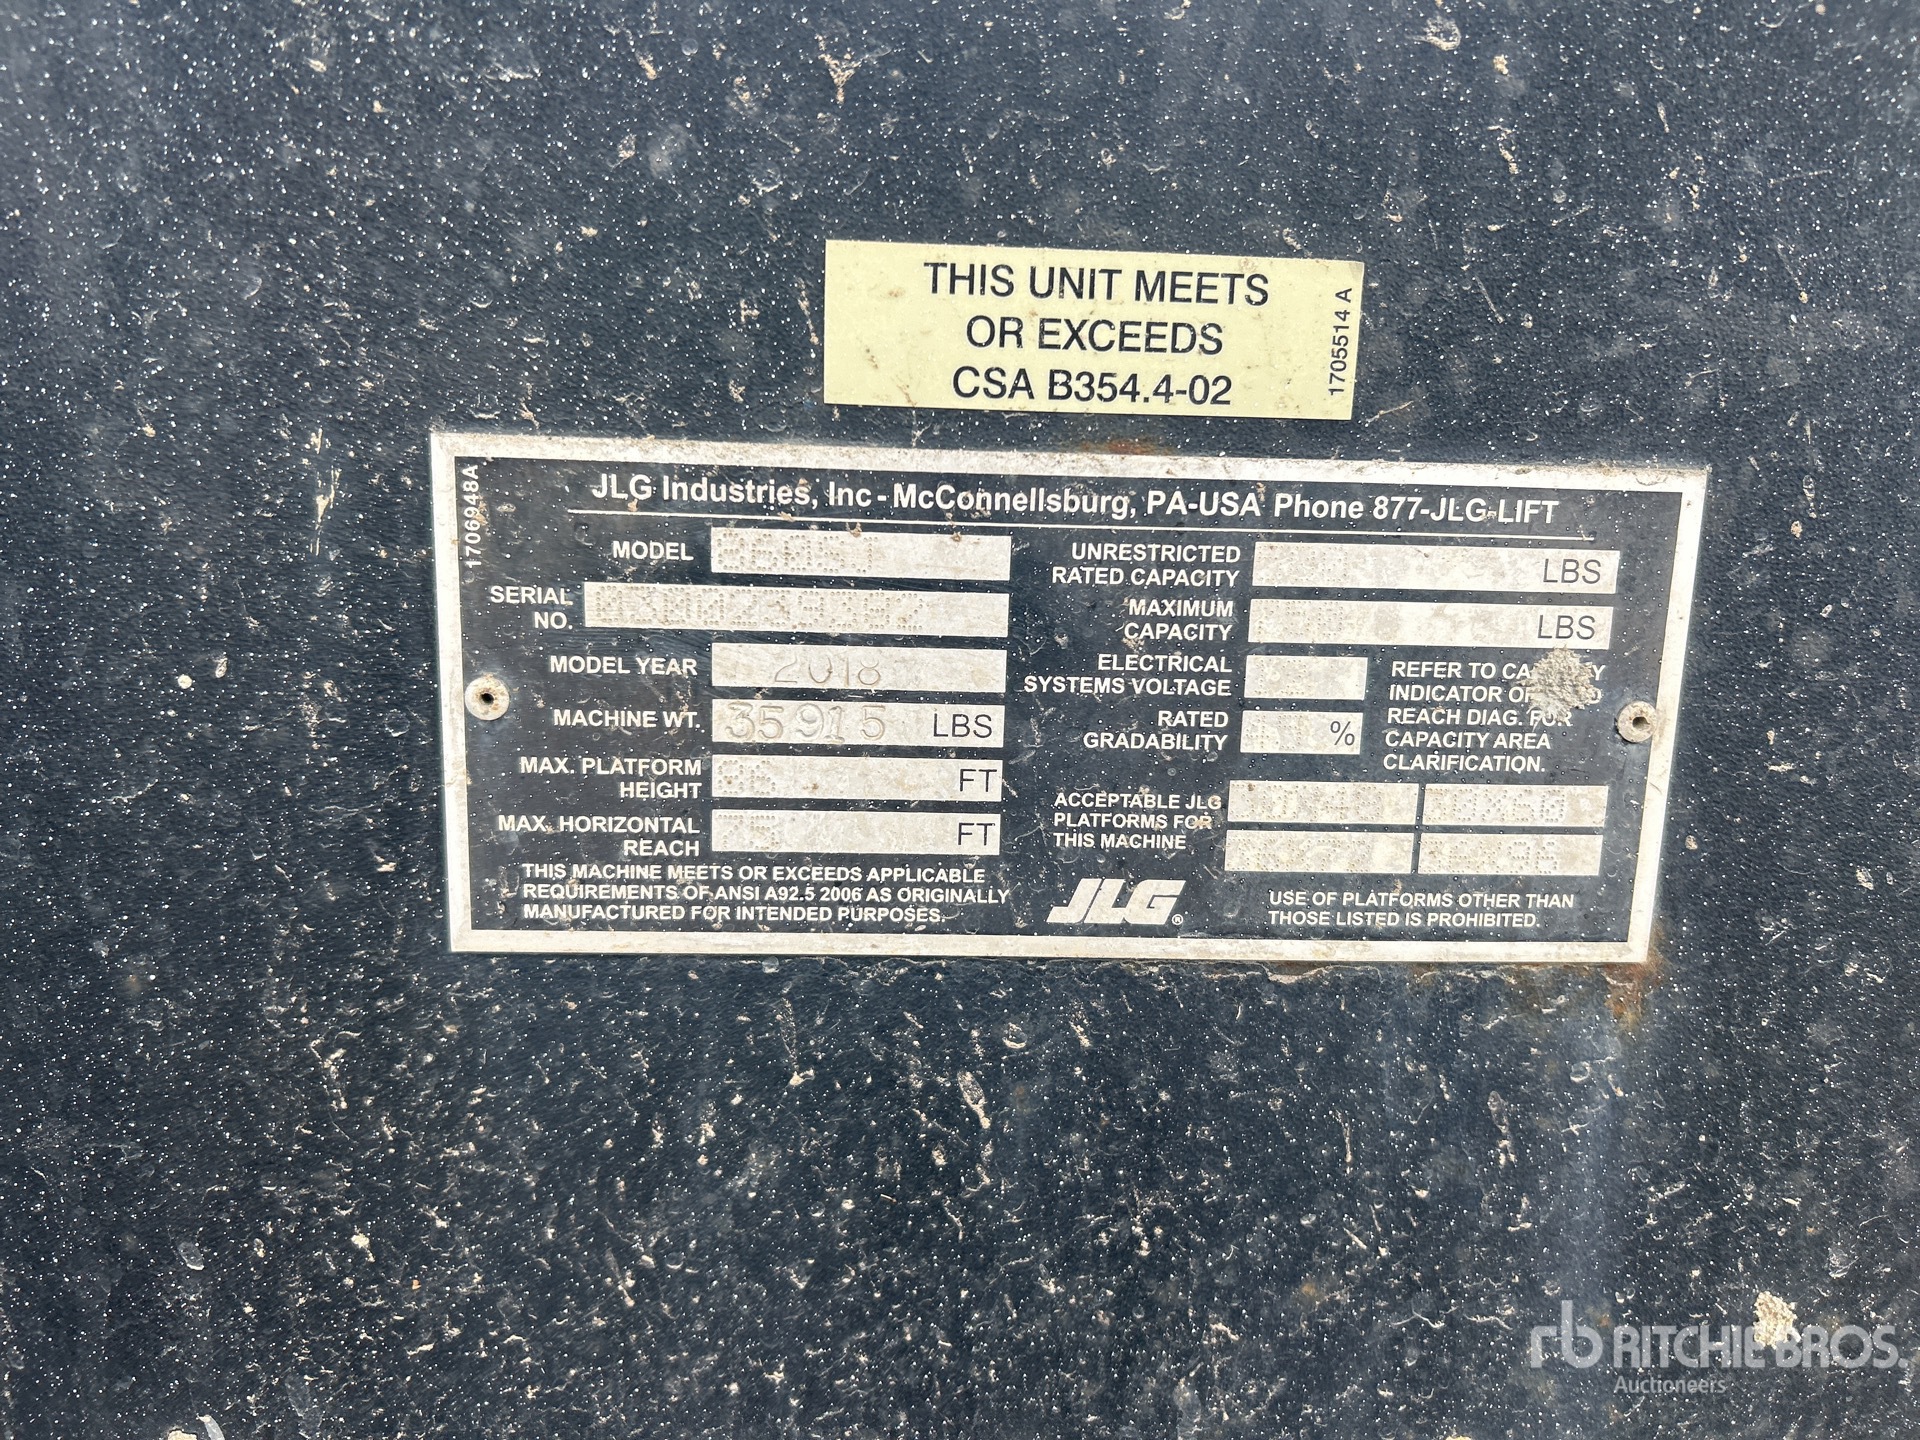 THIS UNIT MEETS
OR EXCEEDS
CSA B354.4-02
1705514 A
1706948A
JLG Industries, Inc - McConnellsburg, PA-USA Phone 877-JLG-LIFT
MODEL
SERIAL
NO. 0300239392
MODEL YEAR 2018
MACHINE WT. 35915 LBS
MAX. PLATFORM
HEIGHT FT
MAX. HORIZONTAL
REACH 75 FT
THIS MACHINE MEETS OR EXCEEDS APPLICABLE
REQUIREMENTS OF ANSI A92.5 2006 AS ORIGINALLY
MANUFACTURED FOR INTENDED PURPOSES.
UNRESTRICTED
RATED CAPACITY LBS
MAXIMUM
CAPACITY LBS
ELECTRICAL
SYSTEMS VOLTAGE
RATED
GRADABILITY %
REFER TO
INDICATOR
REACH DIAG. FOR
CAPACITY AREA
CLARIFICATION.
ACCEPTABLE JLG
PLATFORMS FOR
THIS MACHINE
JLG®
USE OF PLATFORMS OTHER THAN
THOSE LISTED IS PROHIBITED.
rb RITCHIE BROS.
Auctioneers